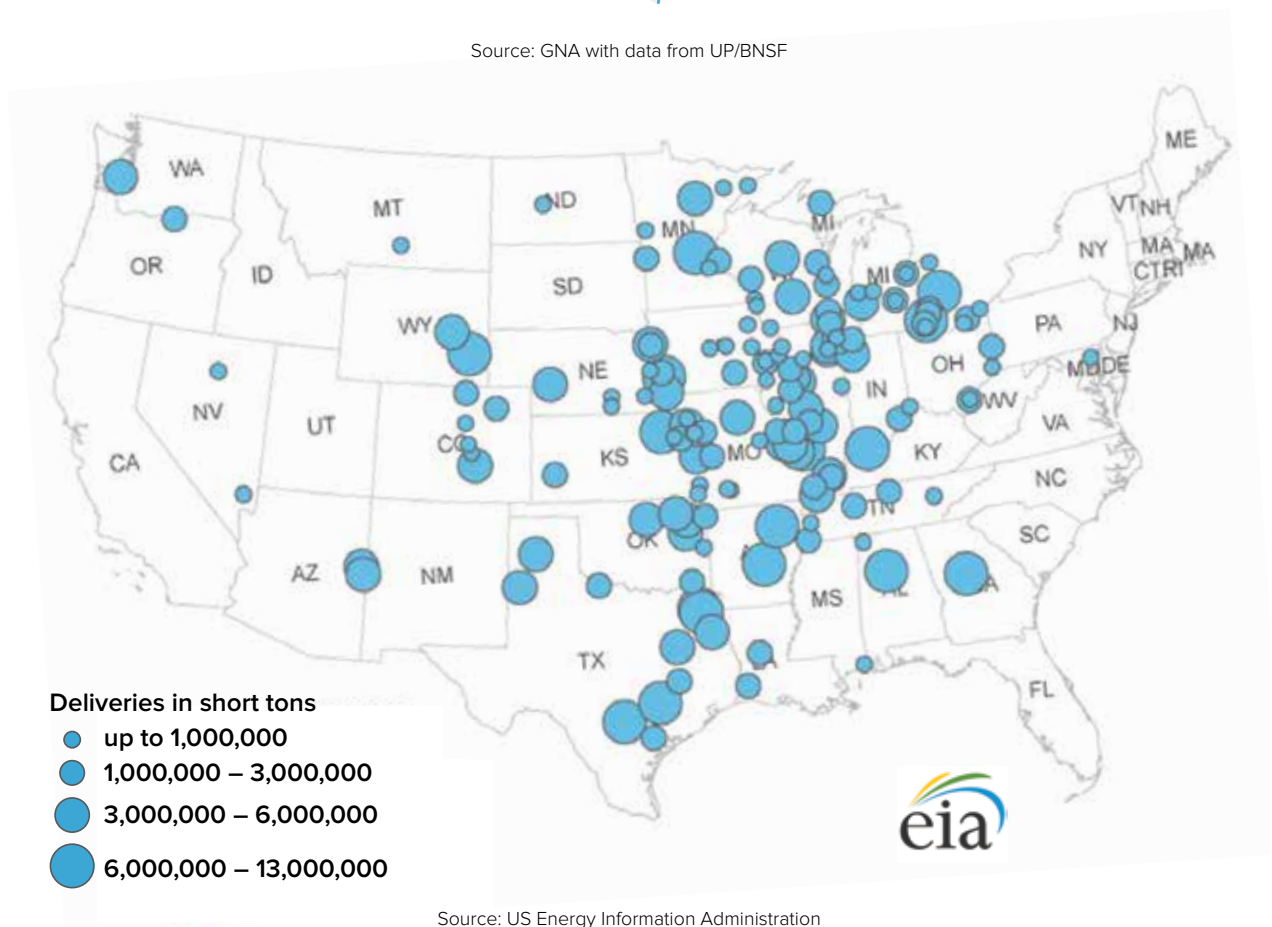 Source: GNA with data from UP/BNSF
ME
WA
VT NH
MT
ND
MI
MN
NY
MA MA
CT RI
OR
ID
SD
MI
WY
PA
NJ
NE
OH
MD DE
IN
WV
NV
UT
VA
CO
CA
KS
MO
KY
NC
TN
OK
SC
AZ
NM
MS
TX
FL
Deliveries in short tons
up to 1,000,000
1,000,000 – 3,000,000
3,000,000 – 6,000,000
6,000,000 – 13,000,000
eia
Source: US Energy Information Administration